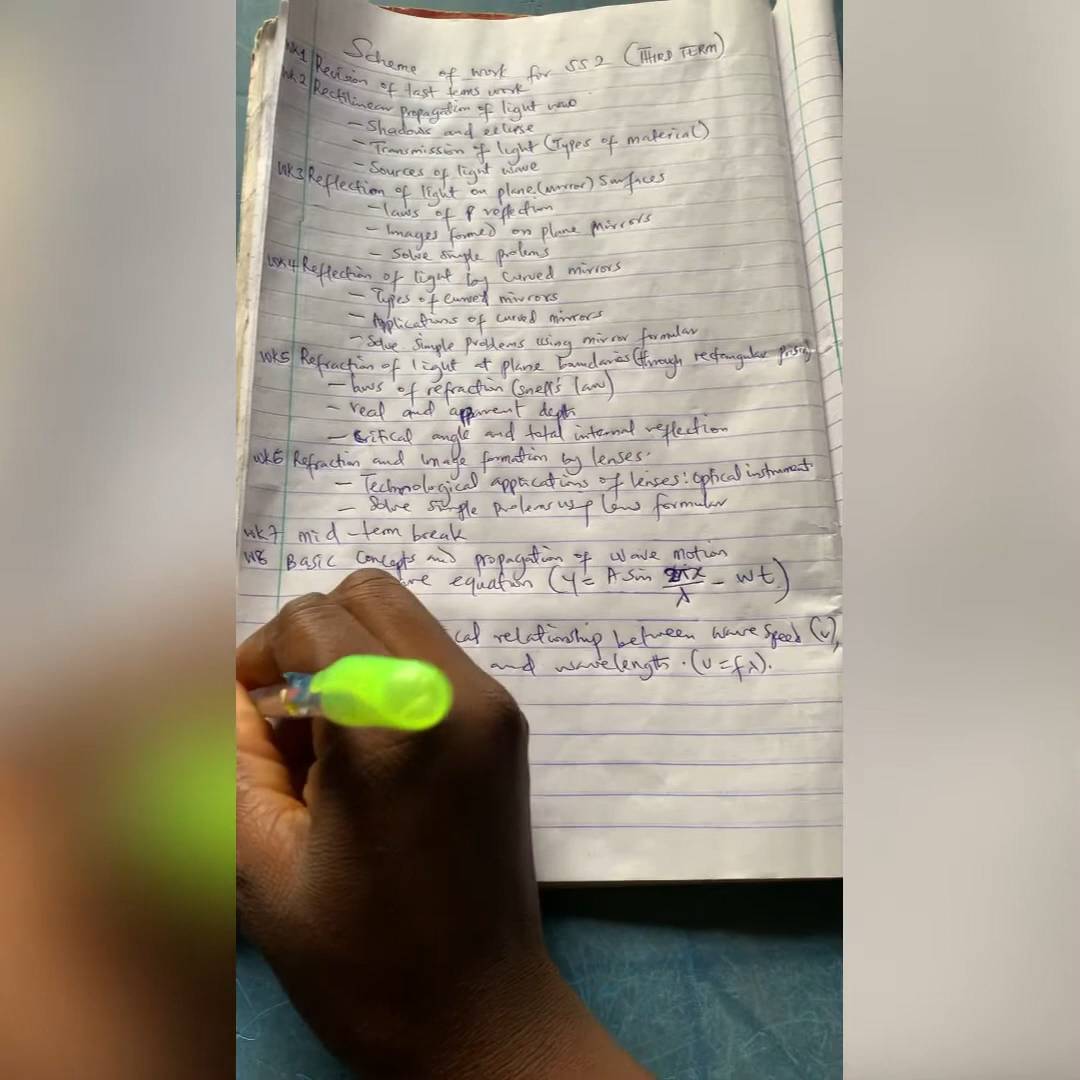 Scheme of work for SS2 (THIRD TERM)
Wk1 Revision of last terms work
Wk2 Rectilinear propagation of light wave
– Shadows and eclipse
– Transmission of light (Types of material)
– Sources of light wave
Wk3 Reflection of light on plane (mirror) Surfaces
– laws of reflection
– Images formed on plane mirrors
– Solve simple prolems
Wk4 Reflection of light by curved mirrors
– Types of curved mirrors
– Applications of curved mirrors
– Solve simple problems using mirror formular
Wk5 Refraction of light at plane boundaries (through rectangular prism
– laws of refraction (snell's law)
– real and apparent depth
– critical angle and total internal reflection
Wk6 Refraction and image formation by lenses.
– Technological applications of lenses: optical instrument
– Solve simple prolems using lens formular
Wk7 mid-term break
W8 Basic concepts and propagation of wave motion
equation (y = A sin 2πx/λ – wt)
relationship between wave speed (v),
and wavelength. (v = fλ).